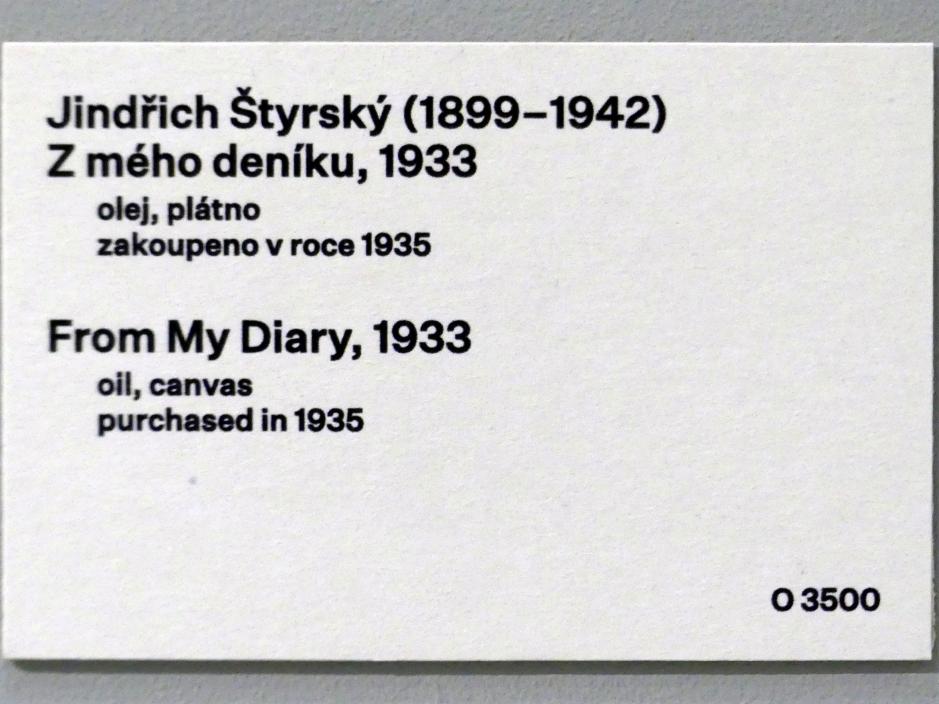 Jindřich Štyrský (1899–1942)
Z mého deníku, 1933
olej, plátno
zakoupeno v roce 1935
From My Diary, 1933
oil, canvas
purchased in 1935
O 3500